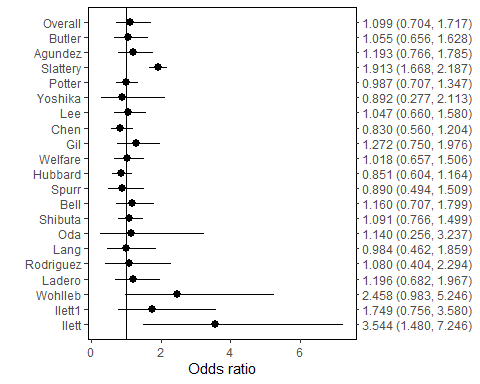 Overall 1.099 (0.704, 1.717)
Butler 1.055 (0.656, 1.628)
Agundez 1.193 (0.766, 1.785)
Slattery 1.913 (1.668, 2.187)
Potter 0.987 (0.707, 1.347)
Yoshika 0.892 (0.277, 2.113)
Lee 1.047 (0.660, 1.580)
Chen 0.830 (0.560, 1.204)
Gil 1.272 (0.750, 1.976)
Welfare 1.018 (0.657, 1.506)
Hubbard 0.851 (0.604, 1.164)
Spurr 0.890 (0.494, 1.509)
Bell 1.160 (0.707, 1.799)
Shibuta 1.091 (0.766, 1.499)
Oda 1.140 (0.256, 3.237)
Lang 0.984 (0.462, 1.859)
Rodriguez 1.080 (0.404, 2.294)
Ladero 1.196 (0.682, 1.967)
Wohlleb 2.458 (0.983, 5.246)
Ilett1 1.749 (0.756, 3.580)
Ilett 3.544 (1.480, 7.246)
0 2 4 6
Odds ratio